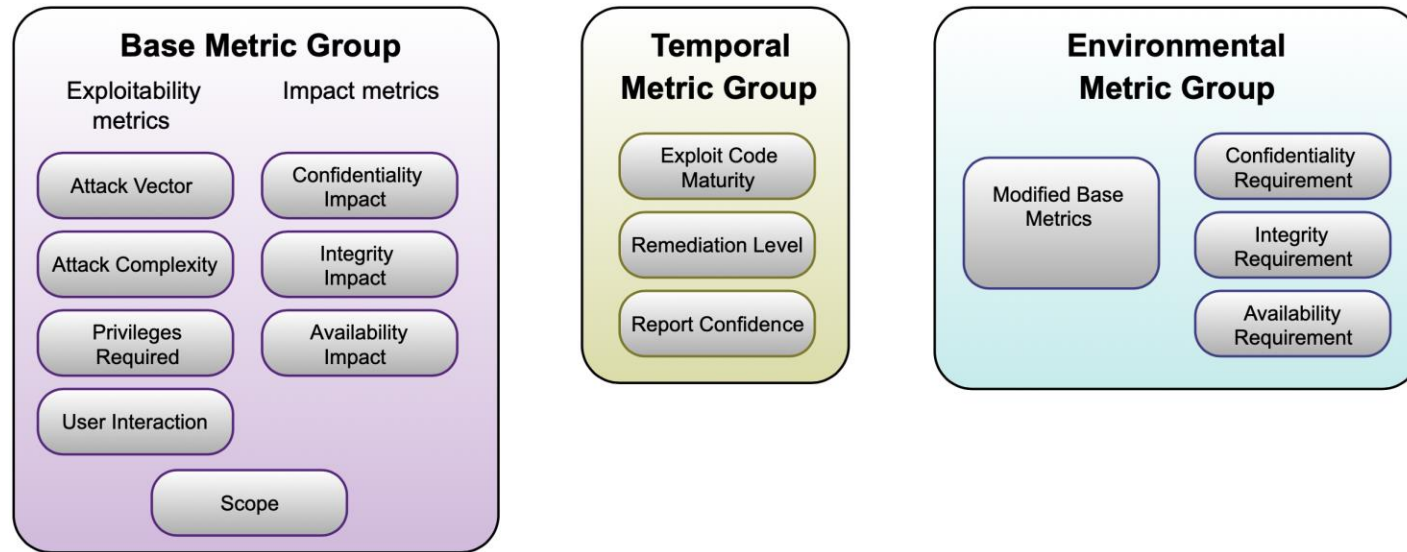 Base Metric Group
Exploitability
metrics
Impact metrics
Attack Vector
Attack Complexity
Privileges
Required
User Interaction
Confidentiality
Impact
Integrity
Impact
Availability
Impact
Scope
Temporal
Metric Group
Exploit Code
Maturity
Remediation Level
Report Confidence
Environmental
Metric Group
Modified Base
Metrics
Confidentiality
Requirement
Integrity
Requirement
Availability
Requirement